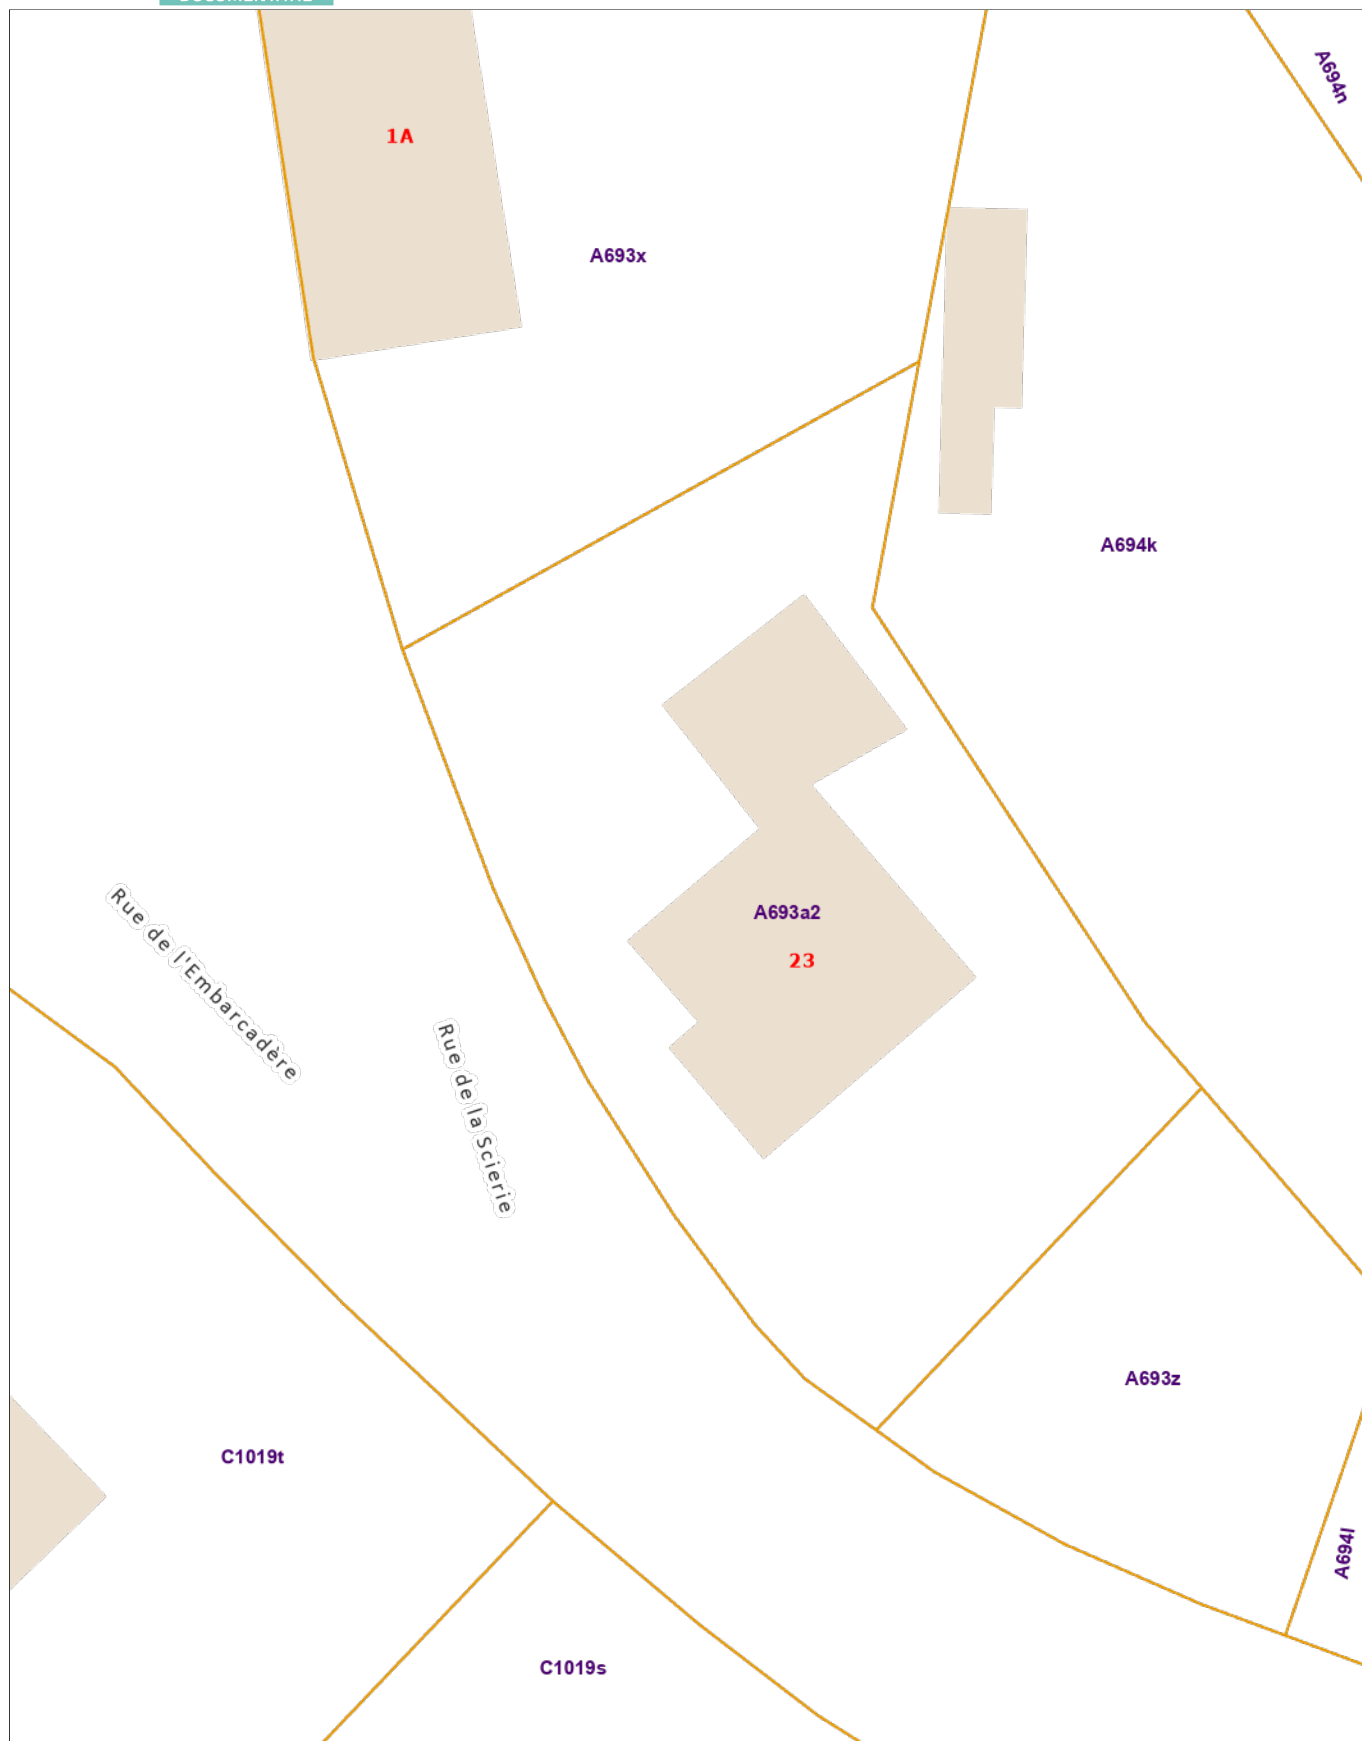 A694n
1A
A693x
A694k
A693a2
23
Rue de l'Embarcadère
Rue de la Scierie
A693z
C1019t
A694l
C1019s